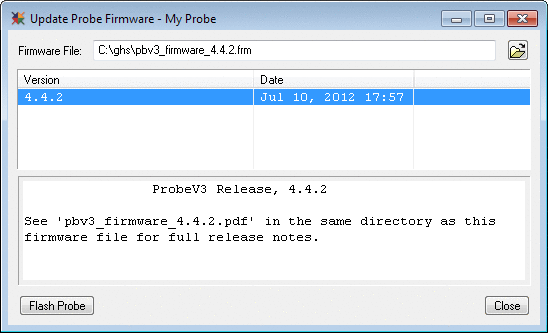 Update Probe Firmware - My Probe
Firmware File: C:\ghs\pbv3_firmware_4.4.2.frm
Version Date
4.4.2 Jul 10, 2012 17:57
ProbeV3 Release, 4.4.2
See 'pbv3_firmware_4.4.2.pdf' in the same directory as this
firmware file for full release notes.
Flash Probe Close